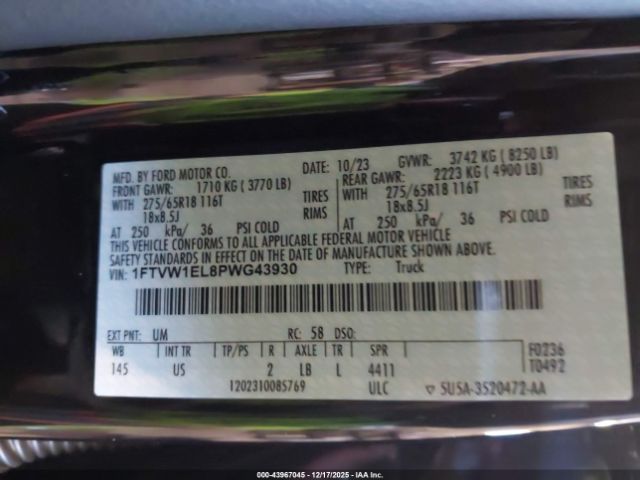 MFD. BY FORD MOTOR CO. DATE: 10/23 GVWR: 3742 KG ( 8250 LB)
FRONT GAWR: 1710 KG ( 3770 LB) REAR GAWR: 2223 KG ( 4900 LB)
WITH 275/65R18 116T TIRES WITH 275/65R18 116T TIRES
18x8.5J RIMS 18x8.5J RIMS
AT 250 kPa/ 36 PSI COLD AT 250 kPa/ 36 PSI COLD
THIS VEHICLE CONFORMS TO ALL APPLICABLE FEDERAL MOTOR VEHICLE
SAFETY STANDARDS IN EFFECT ON THE DATE OF MANUFACTURE SHOWN ABOVE.
VIN: 1FTVW1EL8PWG43930 TYPE: Truck
EXT PNT: UM RC: 58 DSO:
WB INT TR TP/PS R AXLE TR SPR F0236
145 US 2 LB L 4411 T0492
1202310085769 ULC ▽ SU5A-3520472-AA
000-43967045 - 12/17/2025 - IAA Inc.